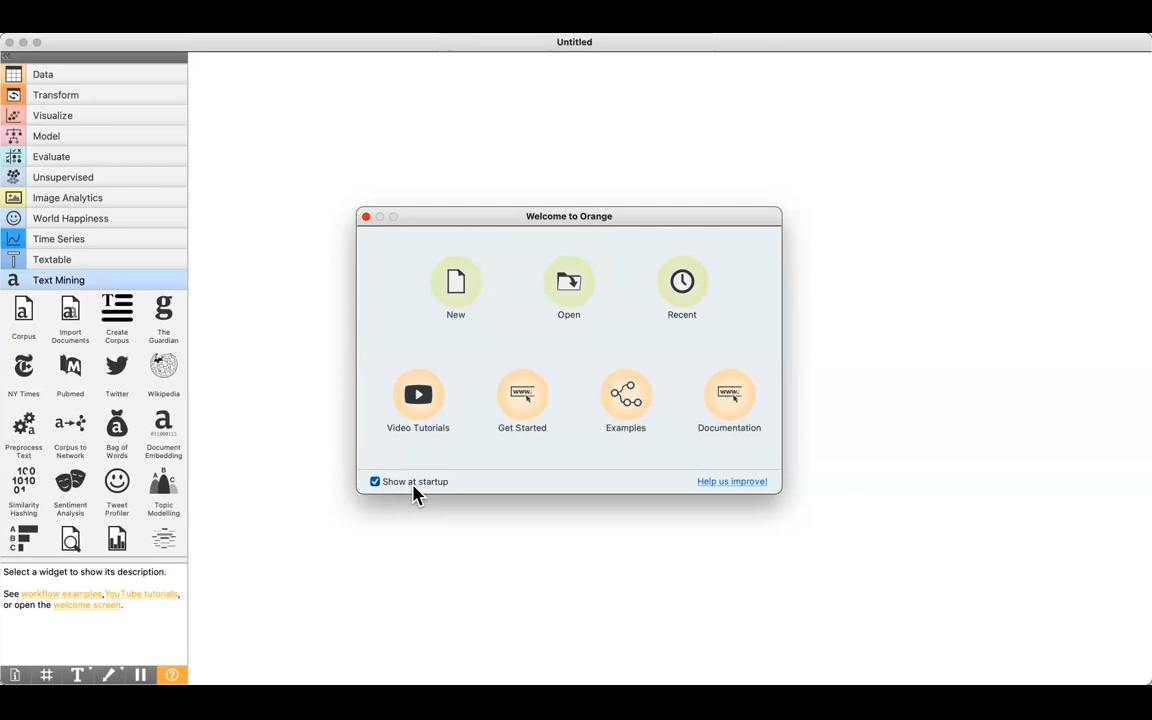 Untitled
Data
Transform
Visualize
Model
Evaluate
Unsupervised
Image Analytics
World Happiness
Time Series
Textable
Text Mining
Corpus
Import Documents
Create Corpus
The Guardian
NY Times
Pubmed
Twitter
Wikipedia
Preprocess Text
Corpus to Network
Bag of Words
Document Embedding
Similarity Hashing
Sentiment Analysis
Tweet Profiler
Topic Modelling
Select a widget to show its description.
See workflow examples, YouTube tutorials,
or open the welcome screen.
Welcome to Orange
New
Open
Recent
Video Tutorials
Get Started
Examples
Documentation
Show at startup
Help us improve!